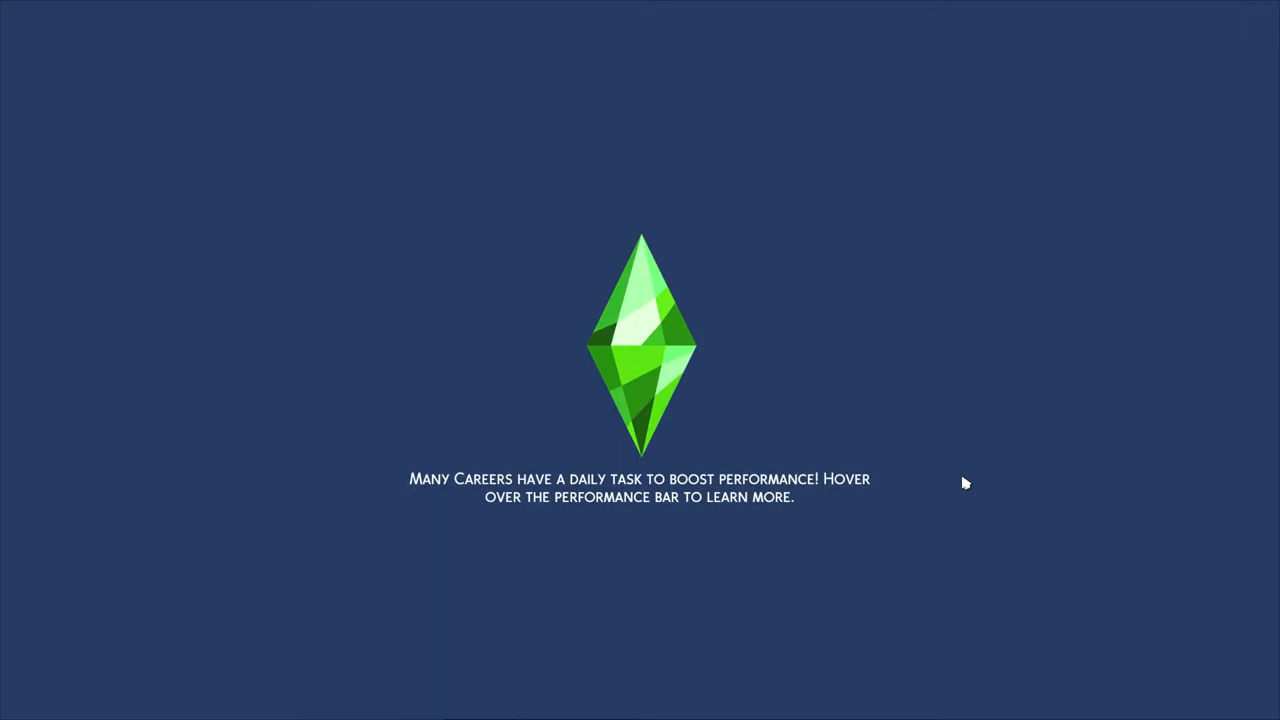 Many Careers have a daily task to boost performance! Hover
over the performance bar to learn more.